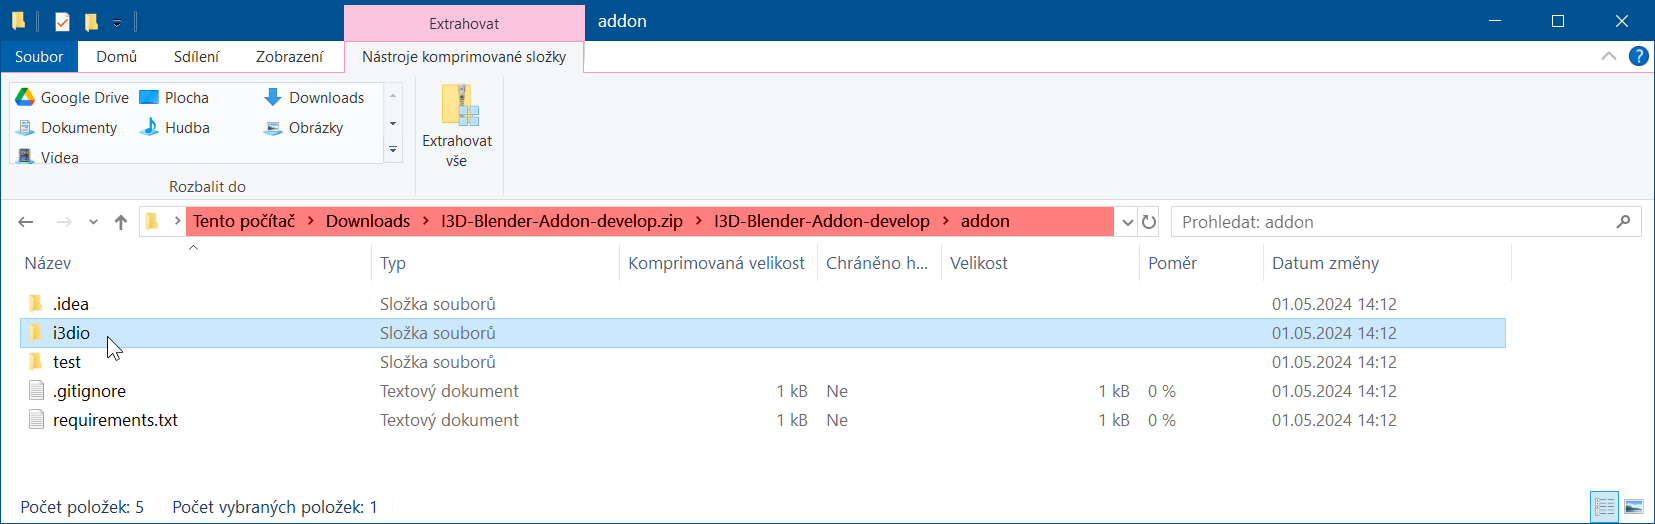 Extrahovat
addon
Soubor
Domů
Sdílení
Zobrazení
Nástroje komprimované složky
Google Drive Plocha Downloads
Dokumenty Hudba Obrázky
Videa
Extrahovat
vše
Rozbalit do
Tento počítač > Downloads > I3D-Blender-Addon-develop.zip > I3D-Blender-Addon-develop > addon
Prohledat: addon
Název Typ Komprimovaná velikost Chráněno h... Velikost Poměr Datum změny
.idea Složka souborů 01.05.2024 14:12
i3dio Složka souborů 01.05.2024 14:12
test Složka souborů 01.05.2024 14:12
.gitignore Textový dokument 1 kB Ne 1 kB 0 % 01.05.2024 14:12
requirements.txt Textový dokument 1 kB Ne 1 kB 0 % 01.05.2024 14:12
Počet položek: 5 Počet vybraných položek: 1